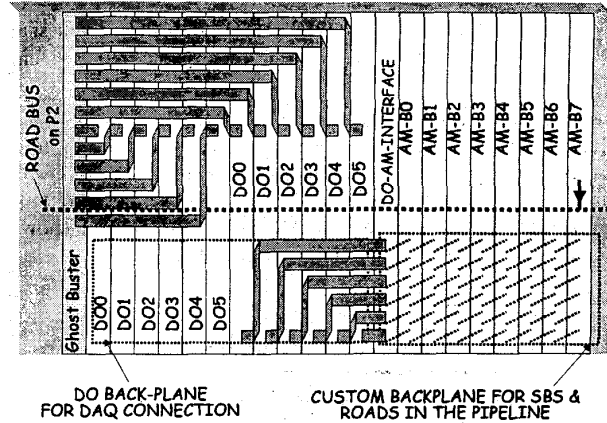 ROAD BUS
on P2
DO0
DO1
DO2
DO3
DO4
DO5
DO-AM-INTERFACE
AM-B0
AM-B1
AM-B2
AM-B3
AM-B4
AM-B5
AM-B6
AM-B7
Ghost Buster
DO0
DO1
DO2
DO3
DO4
DO5
DO BACK-PLANE
FOR DAQ CONNECTION
CUSTOM BACKPLANE FOR SBS &
ROADS IN THE PIPELINE